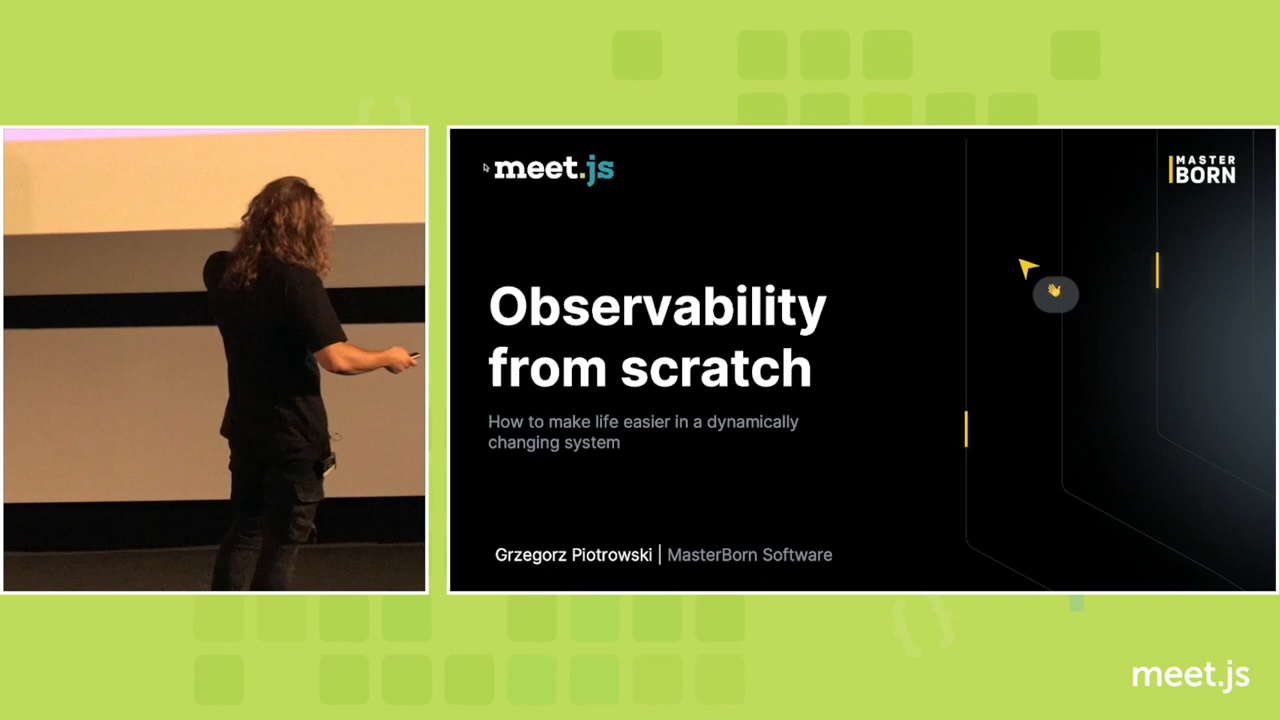 meet.js
MASTER
BORN
Observability
from scratch
How to make life easier in a dynamically
changing system
Grzegorz Piotrowski | MasterBorn Software
meet.js